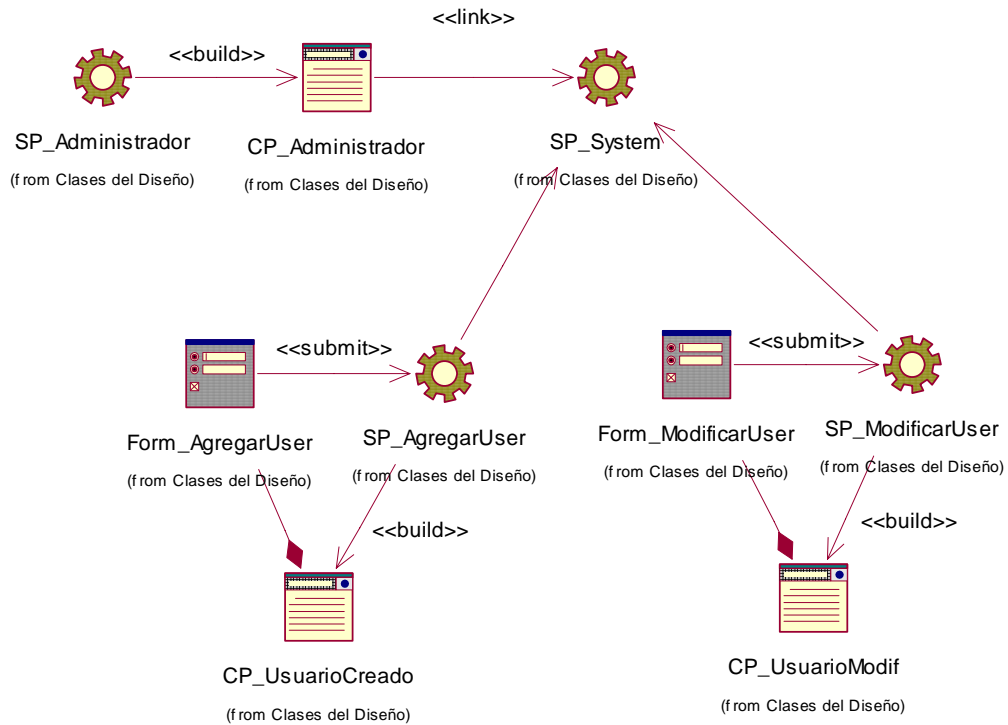 <<link>>
<<build>>
SP_Administrador
(from Clases del Diseño)
CP_Administrador
(from Clases del Diseño)
SP_System
(from Clases del Diseño)
<<submit>>
Form_AgregarUser
(from Clases del Diseño)
SP_AgregarUser
(from Clases del Diseño)
<<build>>
CP_UsuarioCreado
(from Clases del Diseño)
<<submit>>
Form_ModificarUser
(from Clases del Diseño)
SP_ModificarUser
(from Clases del Diseño)
<<build>>
CP_UsuarioModif
(from Clases del Diseño)